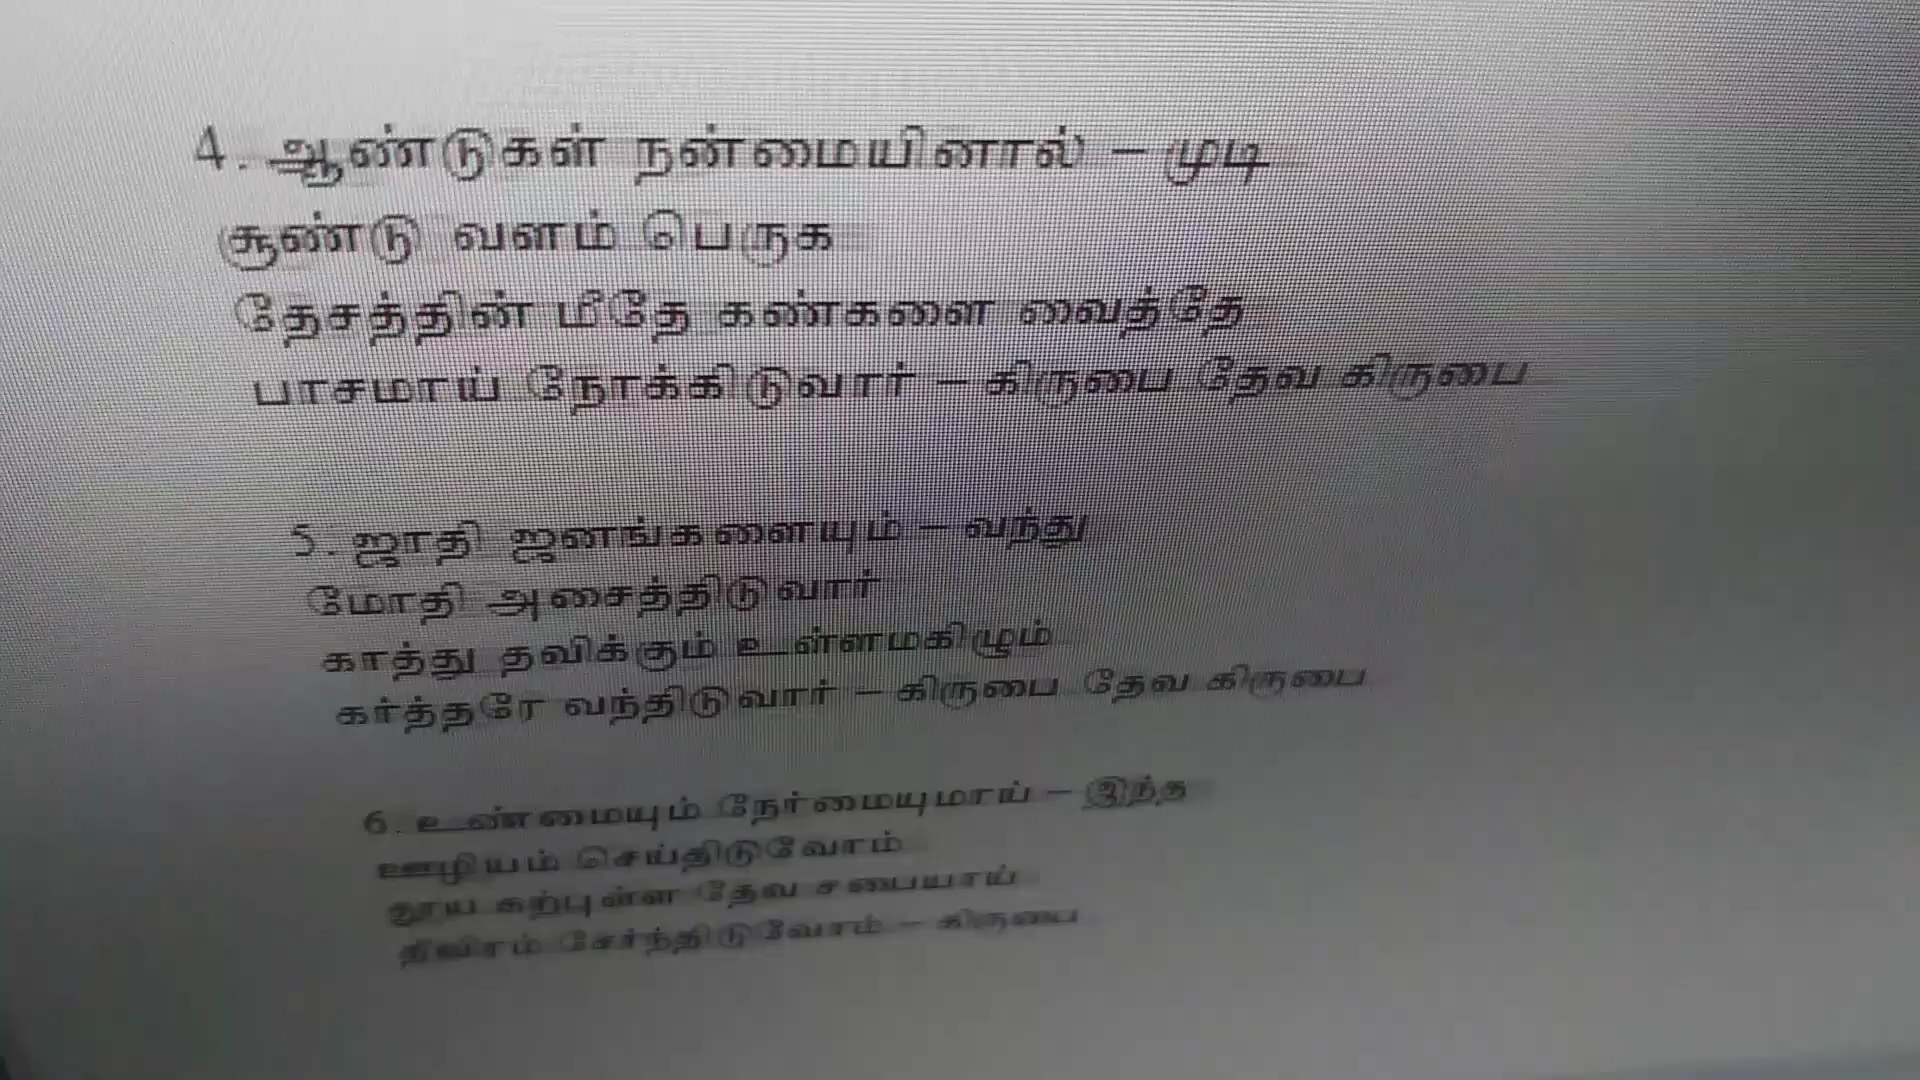 4. ஆண்டுகள் நன்மையினால் – முடி
சூண்டு வளம் பெருக
தேசத்தின் மீதே கண்களை வைத்தே
பாசமாய் நோக்கிடுவார் – கிருபை தேவ கிருபை
5. ஜாதி ஜனங்களையும் – வந்து
மோதி அசைத்திடுவார்
காத்து தவிக்கும் உள்ளமகிழும்
கர்த்தரே வந்திடுவார் – கிருபை தேவ கிருபை
6. உண்மையும் நேர்மையுமாய் – இந்த
ஊழியம் செய்திடுவோம்
தூய கற்புள்ள தேவ சபையாய்
தீவிரம் சேர்ந்திடுவோம் – கிருபை